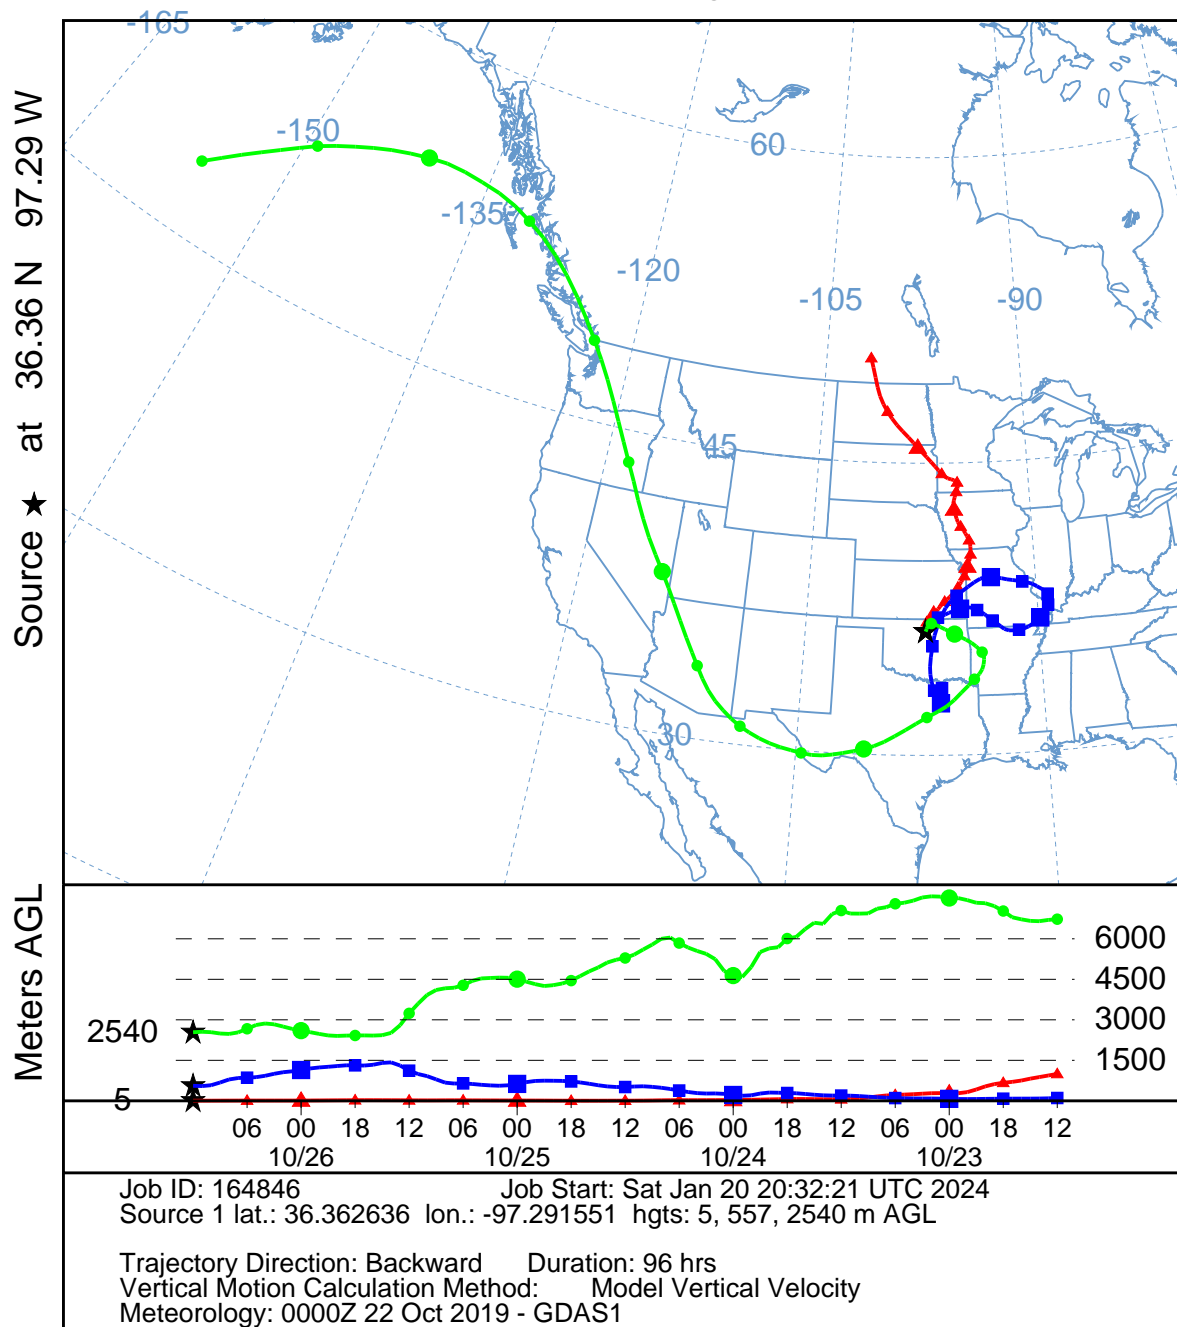 -165
-150
60
-135
-120
-105
-90
45
30
Source ★ at 36.36 N 97.29 W
Meters AGL
6000
4500
3000
1500
2540
5
06 00 18 12 06 00 18 12 06 00 18 12 06 00 18 12
10/26 10/25 10/24 10/23
Job ID: 164846 Job Start: Sat Jan 20 20:32:21 UTC 2024
Source 1 lat.: 36.362636 lon.: -97.291551 hgts: 5, 557, 2540 m AGL
Trajectory Direction: Backward Duration: 96 hrs
Vertical Motion Calculation Method: Model Vertical Velocity
Meteorology: 0000Z 22 Oct 2019 - GDAS1